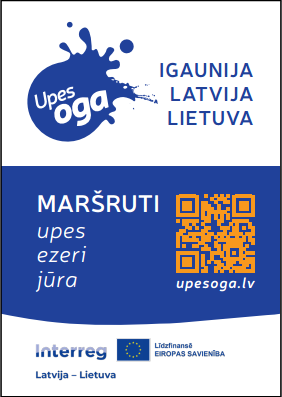 Upes
oga
IGAUNIJA
LATVIJA
LIETUVA
MARŠRUTI
upes
ezeri
jūra
upesoga.lv
Interreg
Līdzfinansē
EIROPAS SAVIENĪBA
Latvija – Lietuva